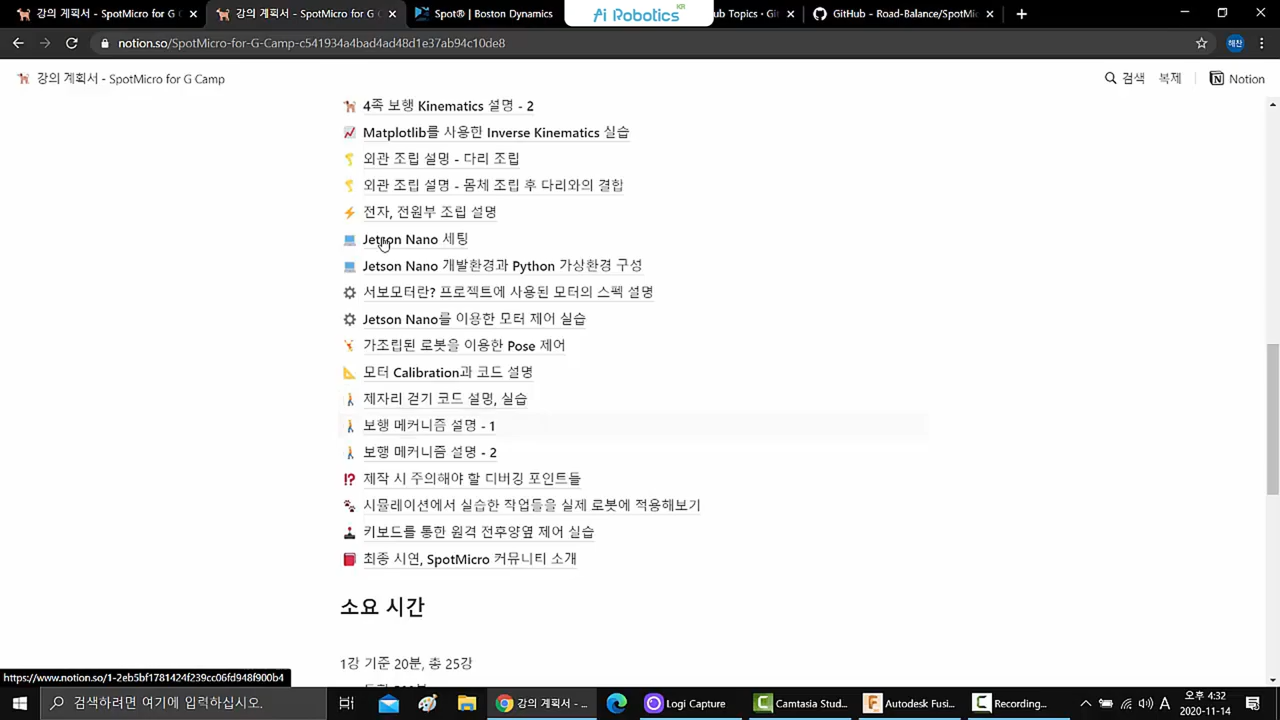 강의 계획서 - SpotMicro for G C
강의 계획서 - SpotMicro for G C
Spot® | Boston Dynamics
Ai Robotics KR
ub Topics · Git
GitHub - Road-Balance/SpotMic
notion.so/SpotMicro-for-G-Camp-c541934a4bad4ad48d1e37ab94c10de8
해찬
강의 계획서 - SpotMicro for G Camp
검색
복제
Notion
4족 보행 Kinematics 설명 - 2
Matplotlib를 사용한 Inverse Kinematics 실습
외관 조립 설명 - 다리 조립
외관 조립 설명 - 몸체 조립 후 다리와의 결합
전자, 전원부 조립 설명
Jetson Nano 세팅
Jetson Nano 개발환경과 Python 가상환경 구성
서보모터란? 프로젝트에 사용된 모터의 스펙 설명
Jetson Nano를 이용한 모터 제어 실습
가조립된 로봇을 이용한 Pose 제어
모터 Calibration과 코드 설명
제자리 걷기 코드 설명, 실습
보행 메커니즘 설명 - 1
보행 메커니즘 설명 - 2
제작 시 주의해야 할 디버깅 포인트들
시뮬레이션에서 실습한 작업들을 실제 로봇에 적용해보기
키보드를 통한 원격 전후양옆 제어 실습
최종 시연, SpotMicro 커뮤니티 소개
소요 시간
1강 기준 20분, 총 25강
https://www.notion.so/1-2eb5bf1781424f239cc06fd948f900b4
검색하려면 여기에 입력하십시오.
강의 계획서 - ...
Logi Capture
Camtasia Stud...
Autodesk Fusi...
Recording...
A
오후 4:32
2020-11-14